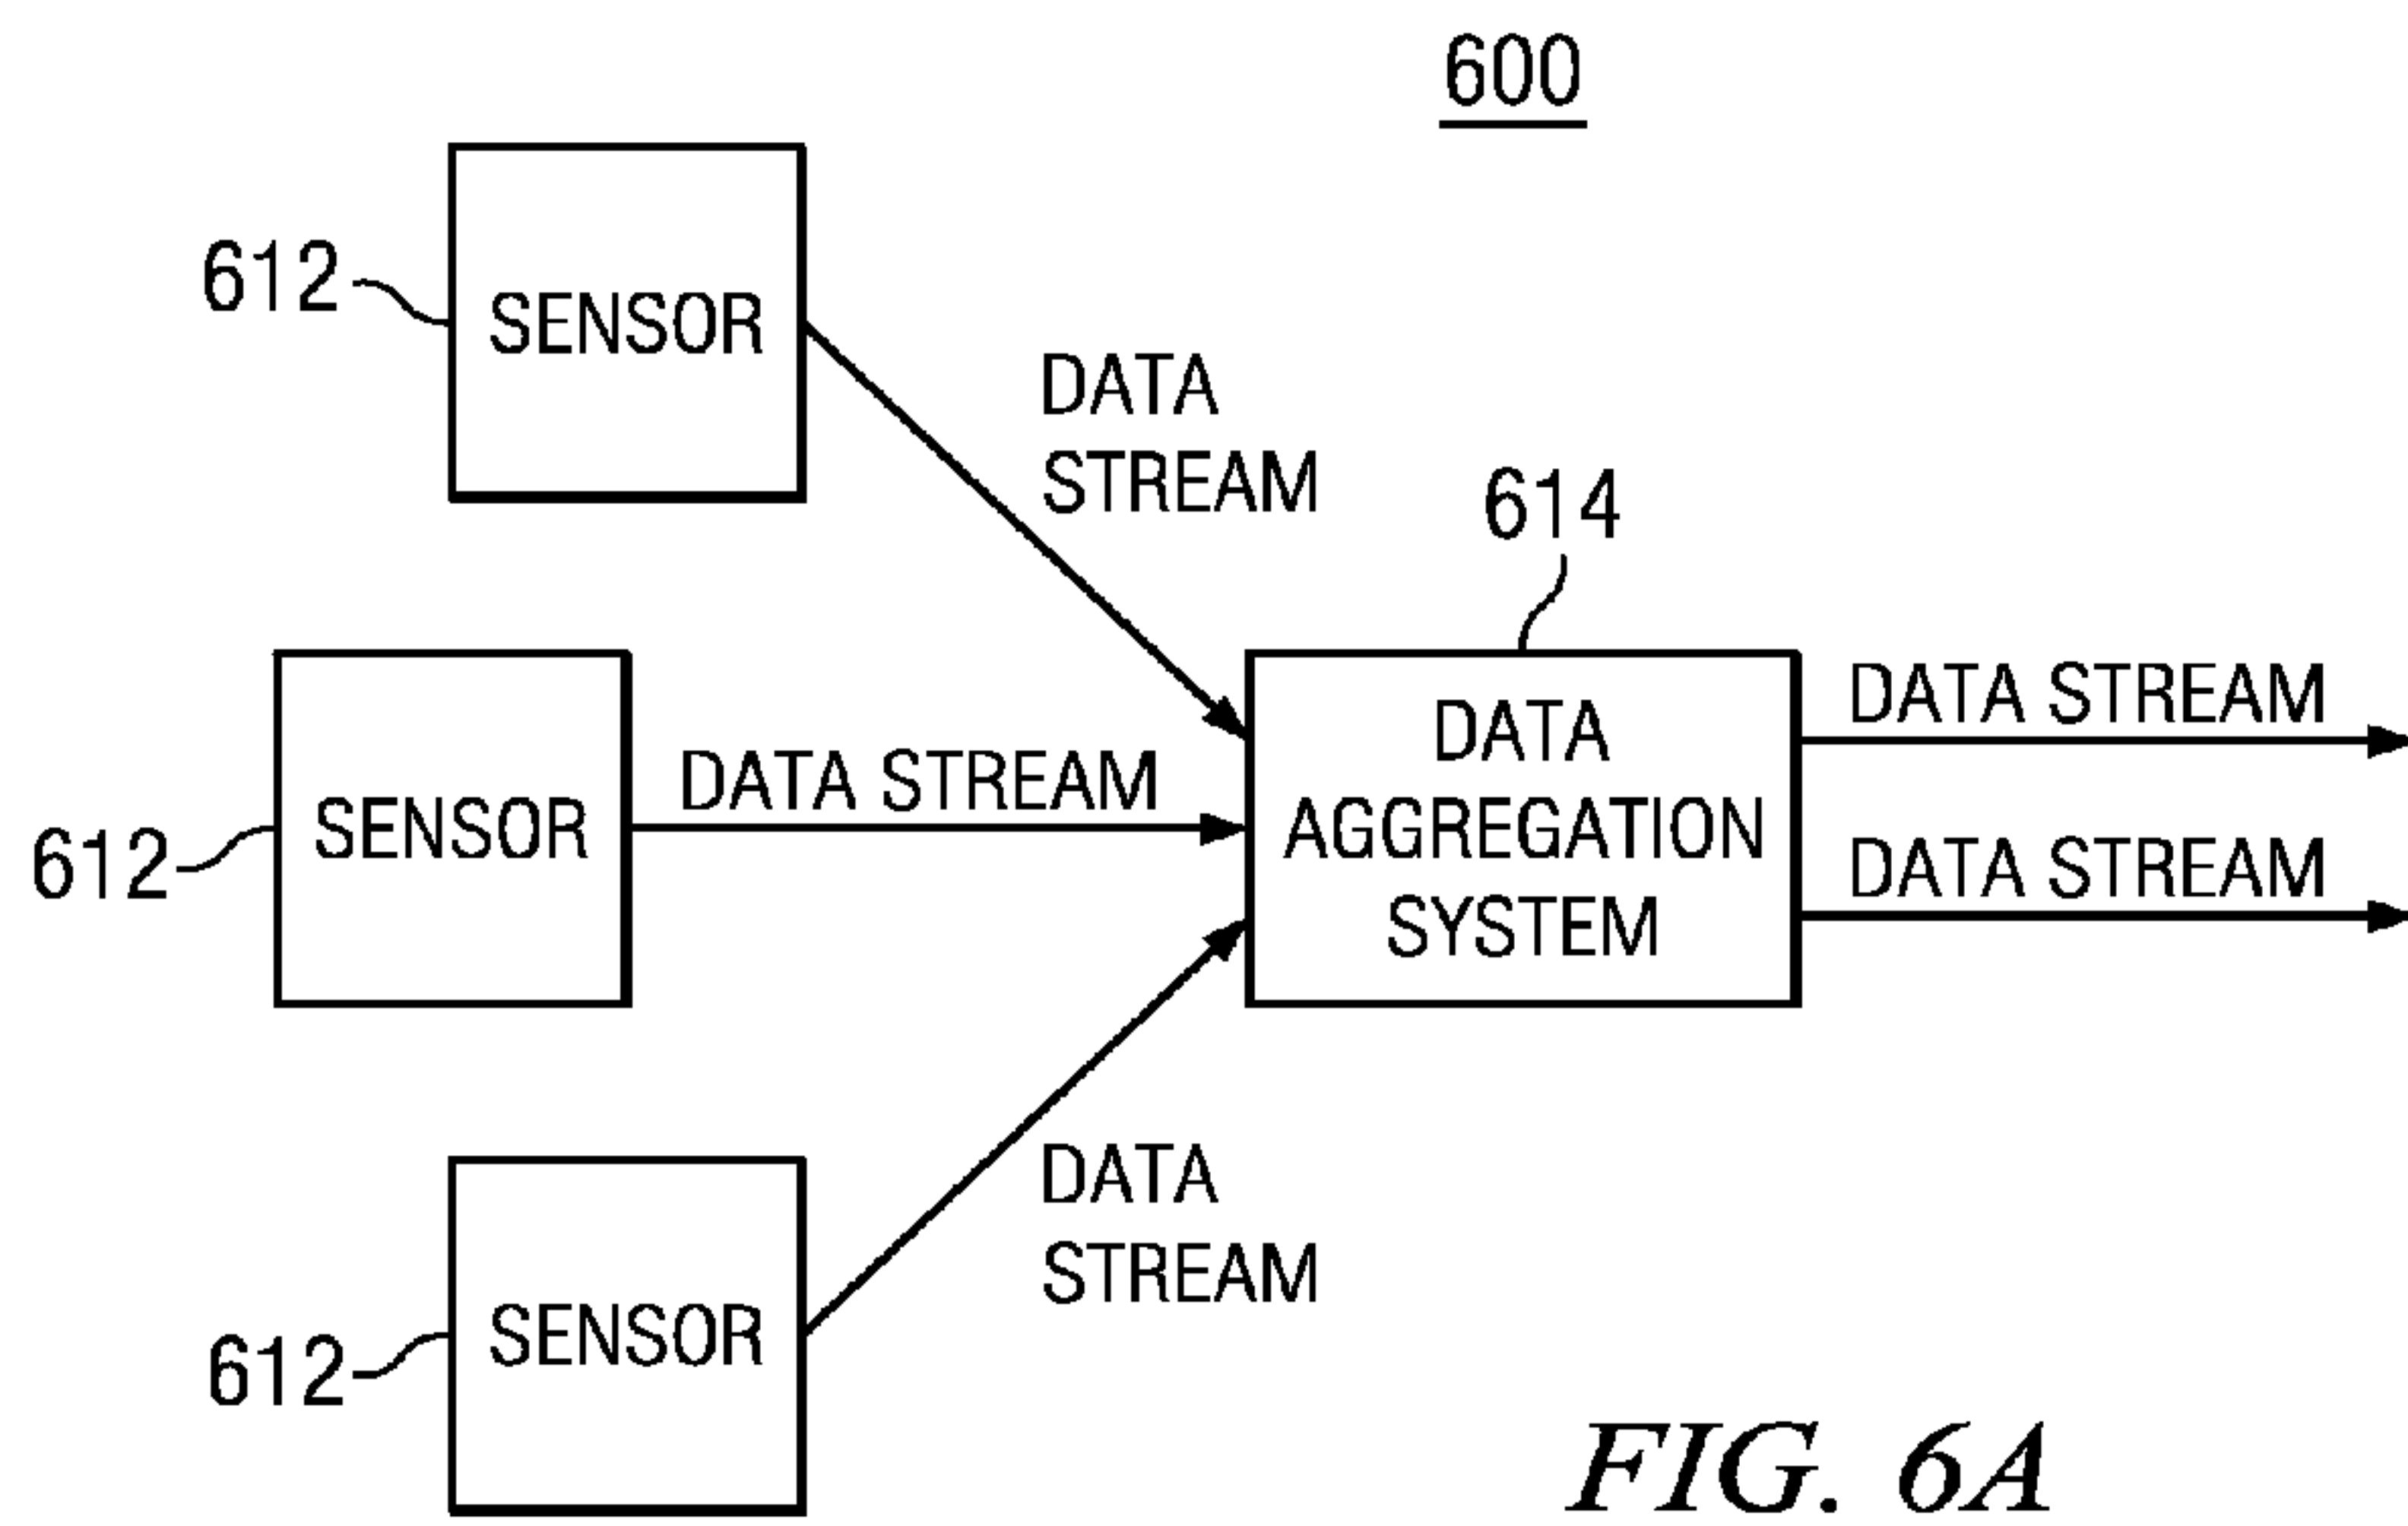 600
612
SENSOR
DATA
STREAM
614
612
SENSOR
DATA STREAM
DATA
AGGREGATION
SYSTEM
DATA STREAM
DATA STREAM
612
SENSOR
DATA
STREAM
FIG. 6A